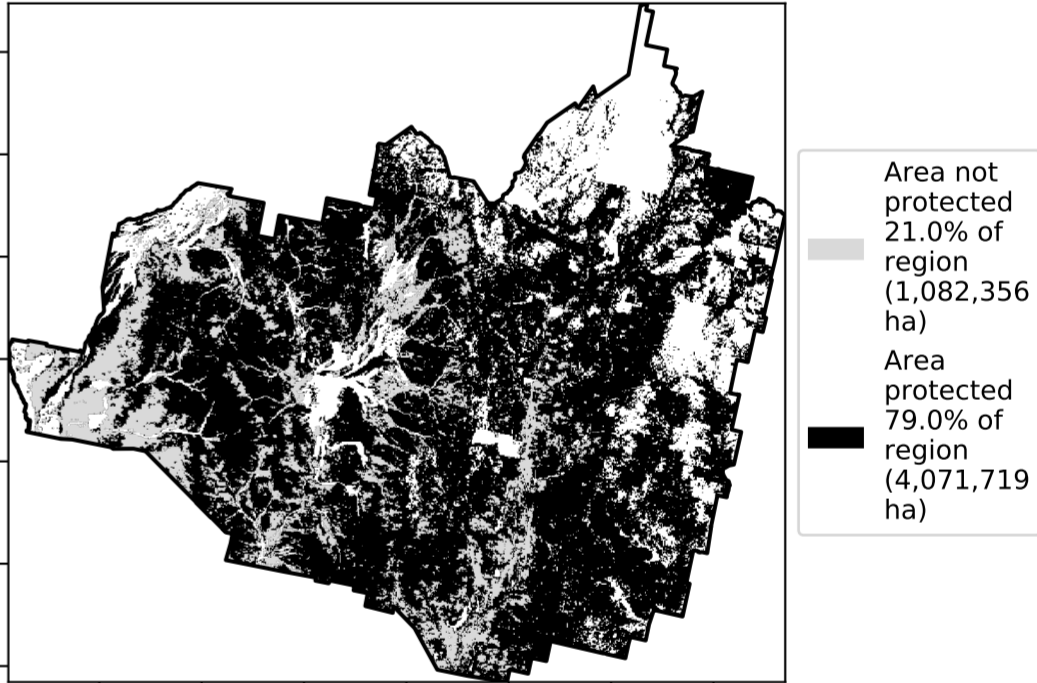 Area not
protected
21.0% of
region
(1,082,356
ha)
Area
protected
79.0% of
region
(4,071,719
ha)